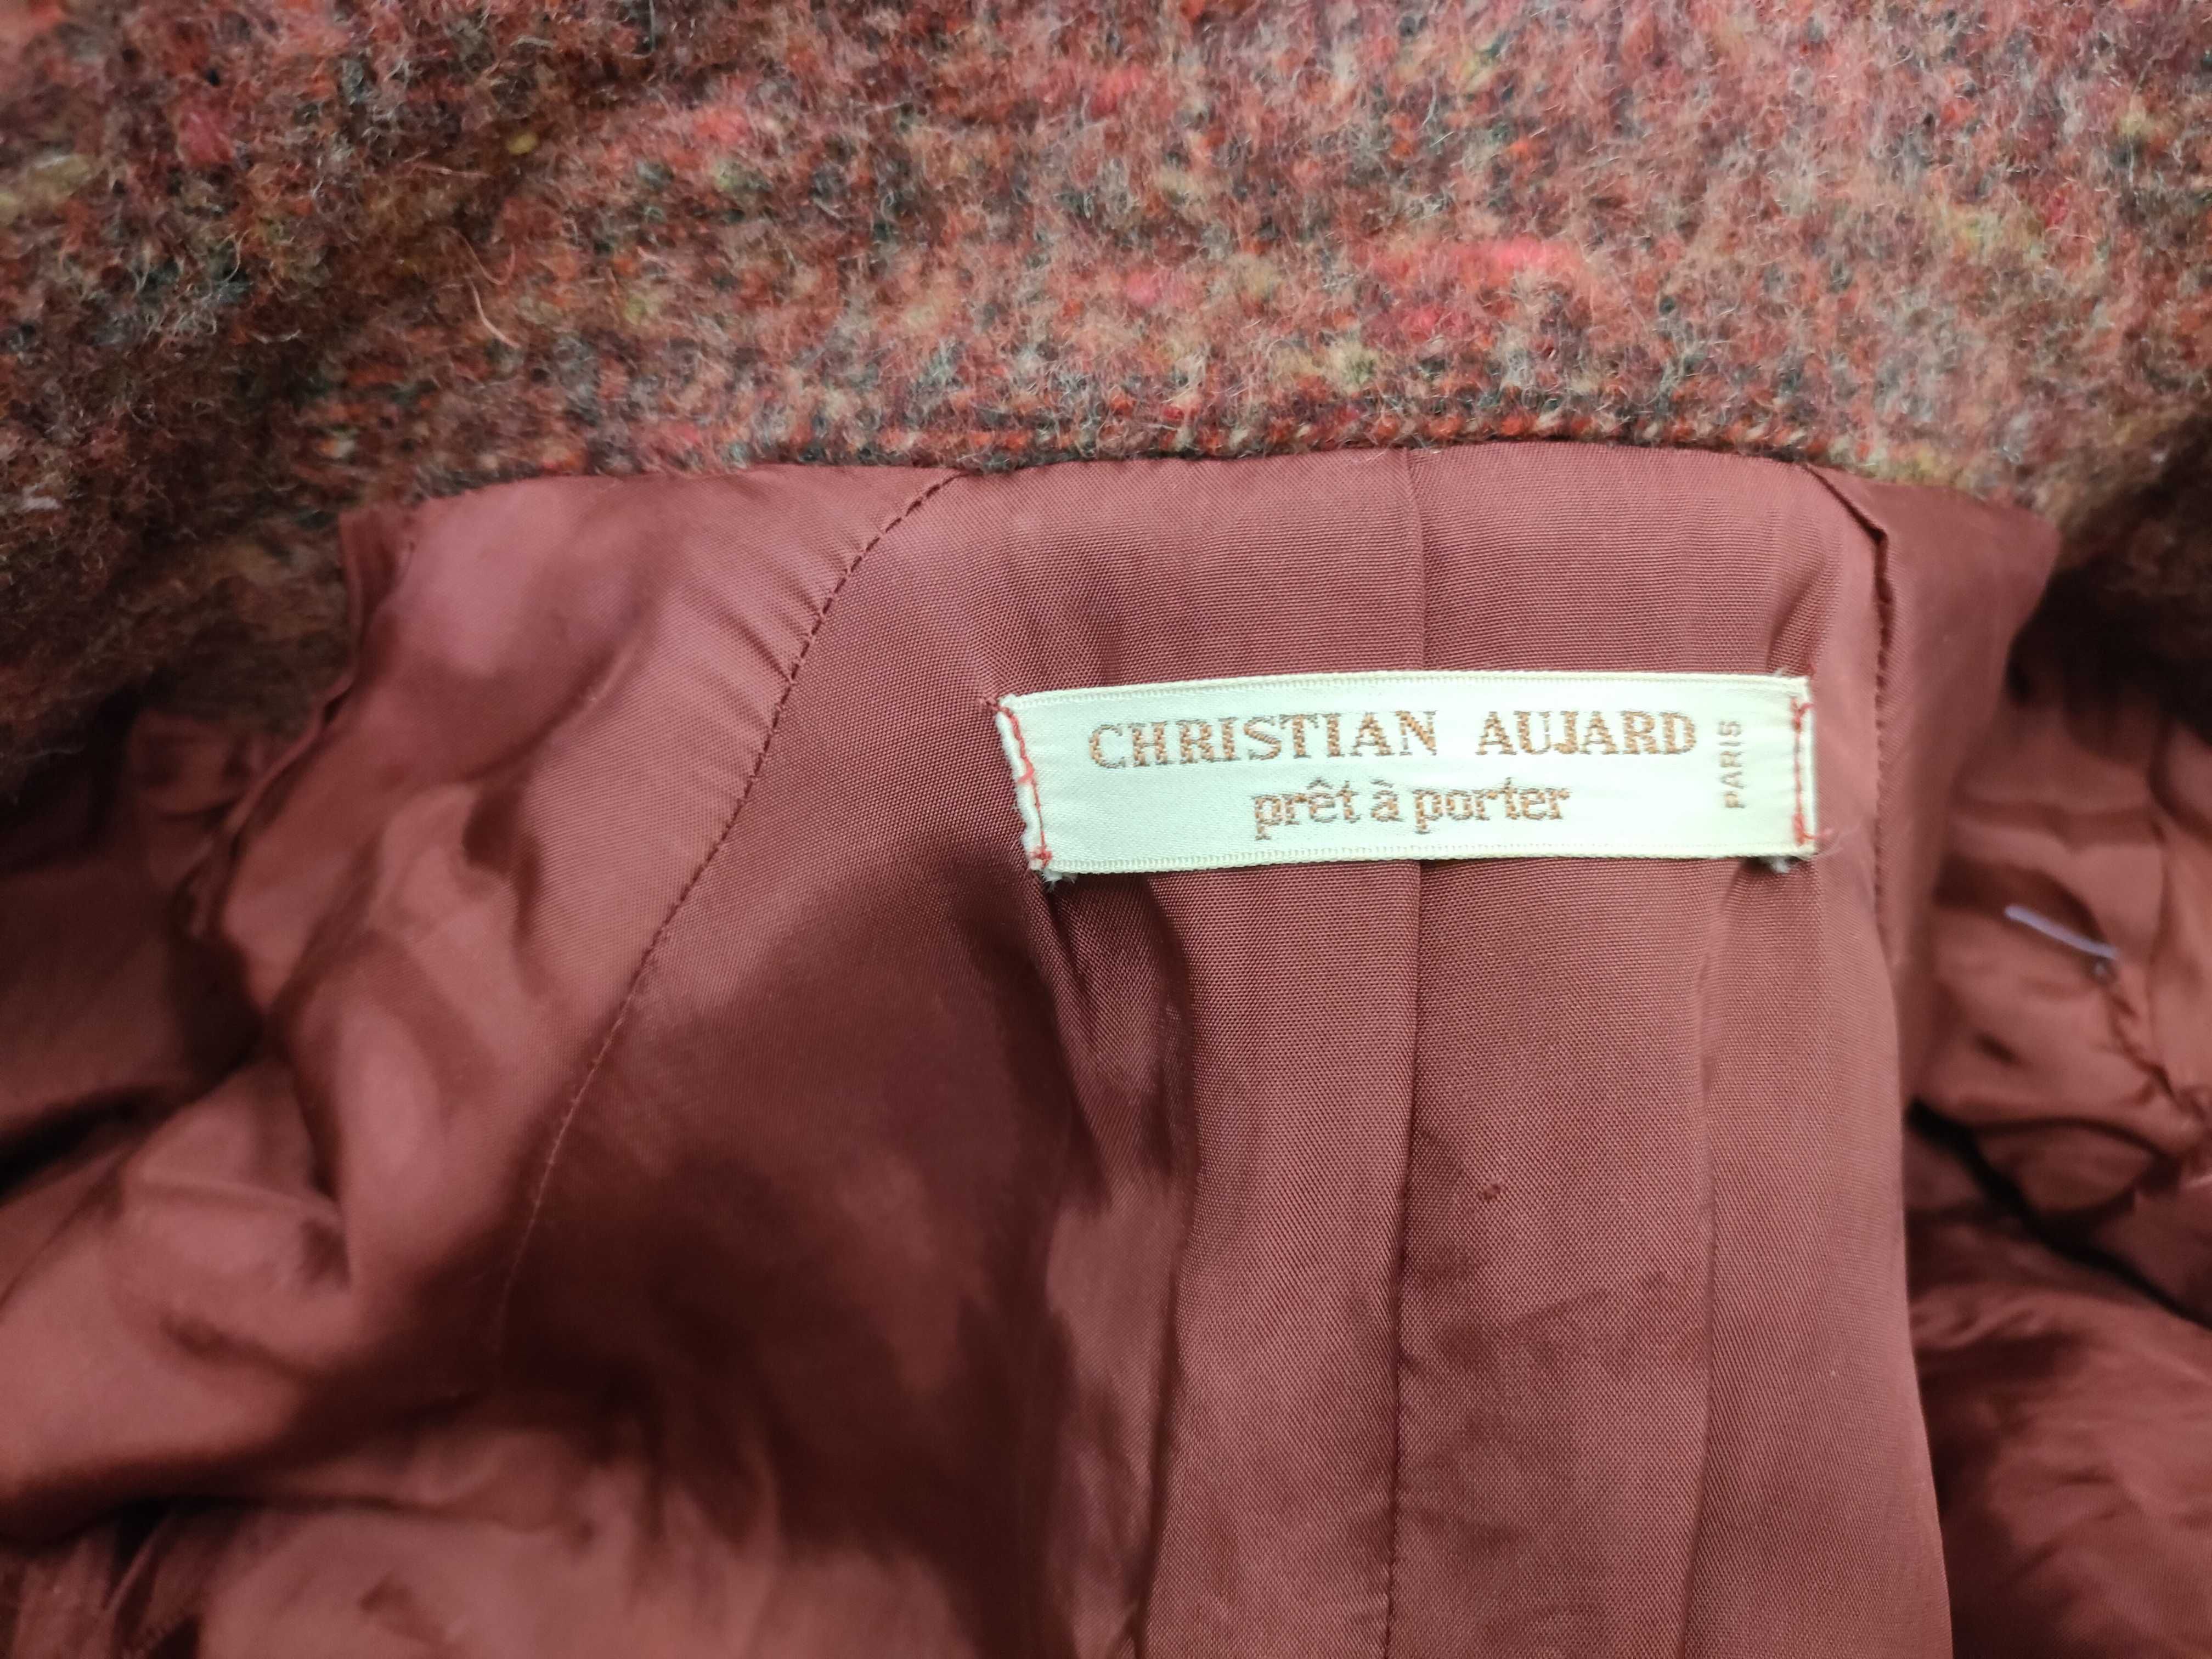 CHRISTIAN AUJARD
prêt à porter
PARIS